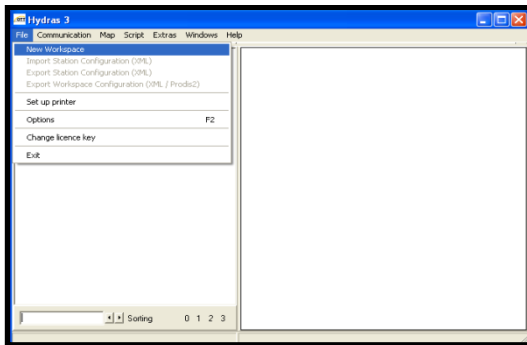 OTT Hydras 3
File Communication Map Script Extras Windows Help
New Workspace
Import Station Configuration (XML)
Export Station Configuration (XML)
Export Workspace Configuration (XML / Prodis2)
Set up printer
Options F2
Change licence key
Exit
Sorting 0 1 2 3